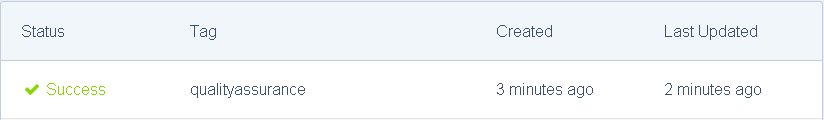 Status Tag Created Last Updated
Success qualityassurance 3 minutes ago 2 minutes ago